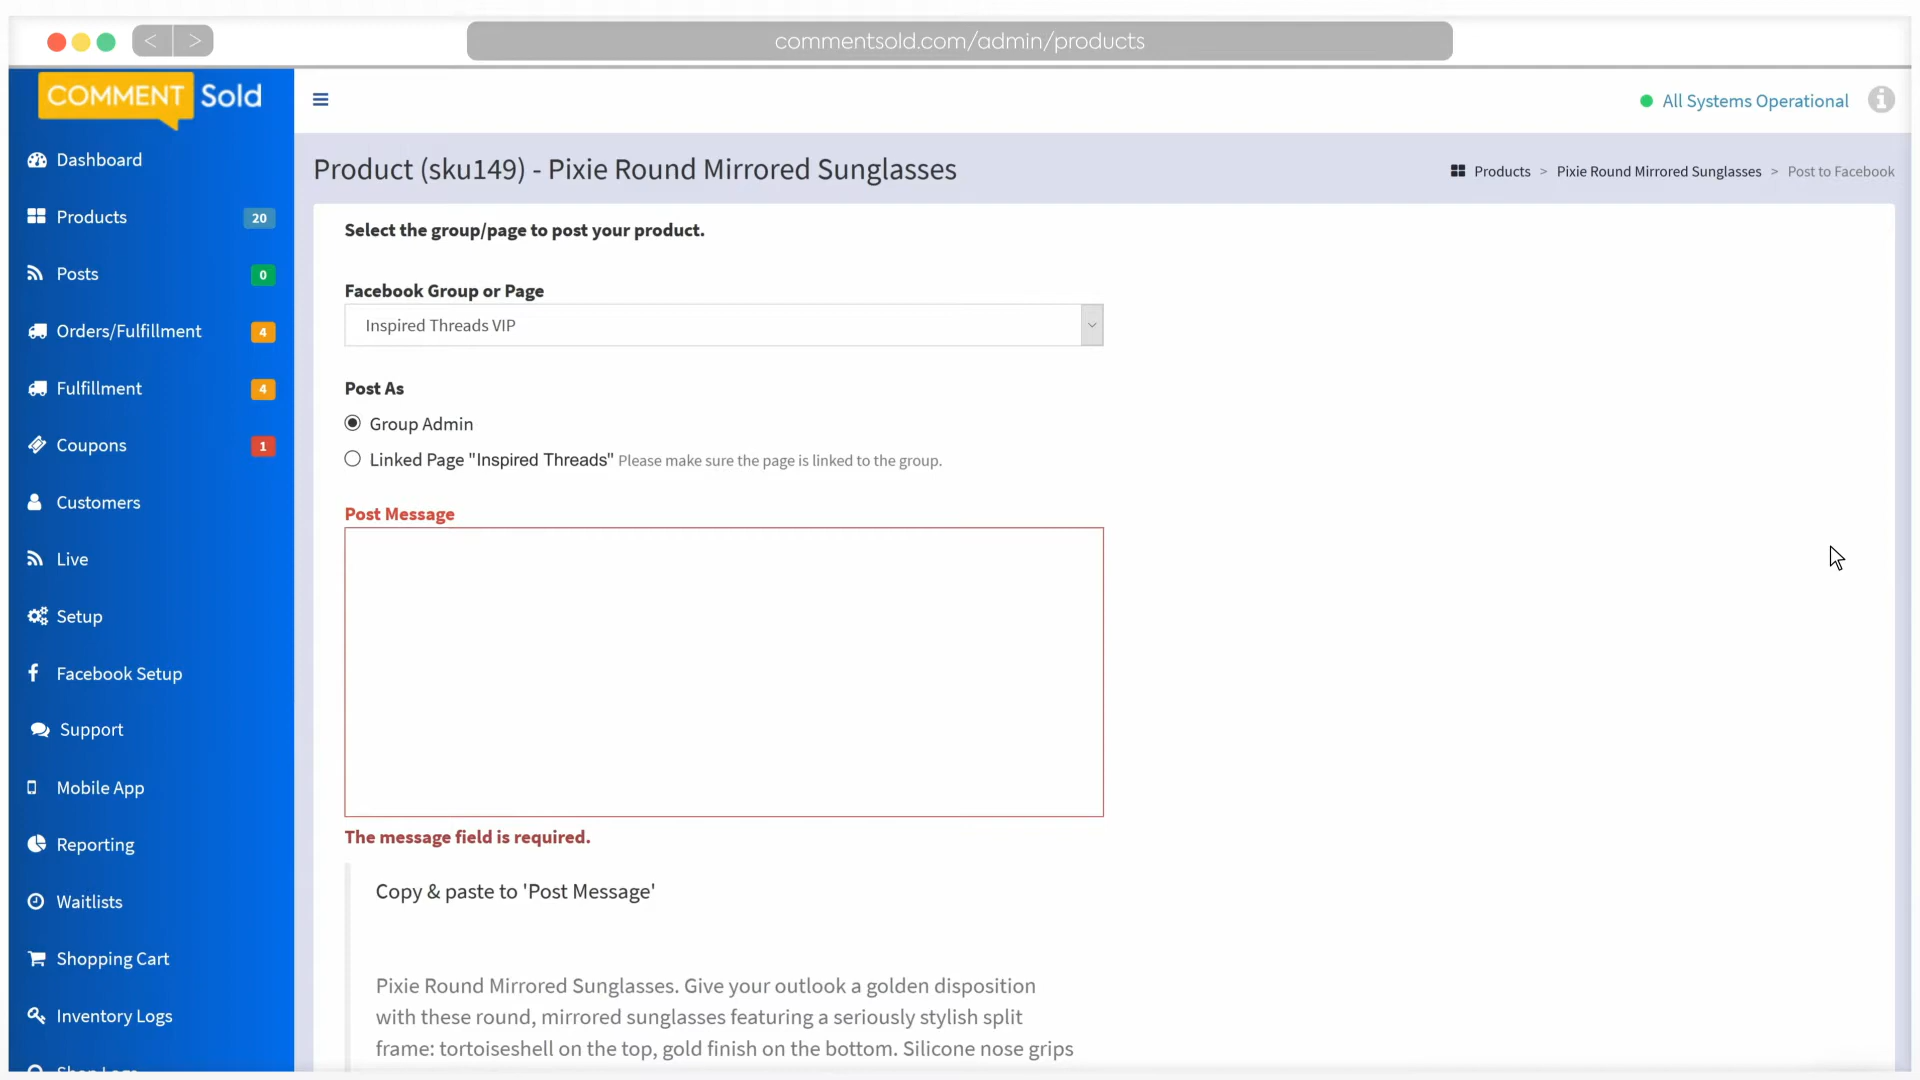 commentsold.com/admin/products
COMMENT Sold
All Systems Operational
Dashboard
Products 20
Posts 0
Orders/Fulfillment 4
Fulfillment 4
Coupons 1
Customers
Live
Setup
Facebook Setup
Support
Mobile App
Reporting
Waitlists
Shopping Cart
Inventory Logs
Product (sku149) - Pixie Round Mirrored Sunglasses
Products > Pixie Round Mirrored Sunglasses > Post to Facebook
Select the group/page to post your product.
Facebook Group or Page
Inspired Threads VIP
Post As
Group Admin
Linked Page "Inspired Threads" Please make sure the page is linked to the group.
Post Message
The message field is required.
Copy & paste to 'Post Message'
Pixie Round Mirrored Sunglasses. Give your outlook a golden disposition
with these round, mirrored sunglasses featuring a seriously stylish split
frame: tortoiseshell on the top, gold finish on the bottom. Silicone nose grips